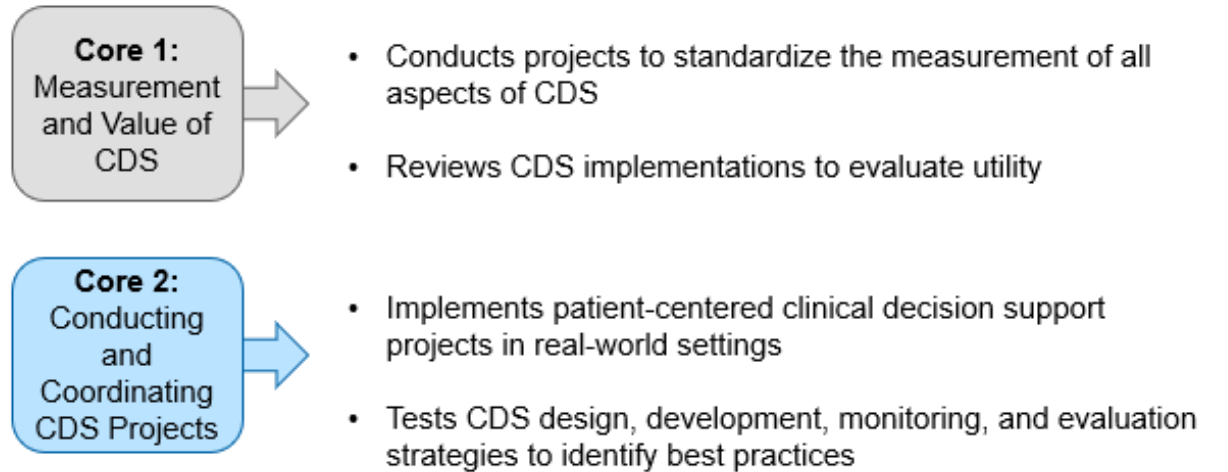 Core 1:
Measurement
and Value of
CDS
• Conducts projects to standardize the measurement of all
aspects of CDS
• Reviews CDS implementations to evaluate utility
Core 2:
Conducting
and
Coordinating
CDS Projects
• Implements patient-centered clinical decision support
projects in real-world settings
• Tests CDS design, development, monitoring, and evaluation
strategies to identify best practices